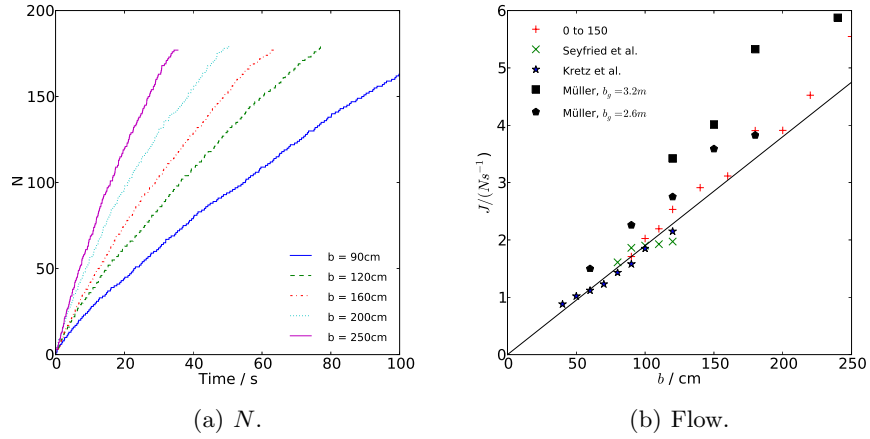 200
150
100
50
0
N
0
20
40
60
80
100
Time / s
b = 90cm
b = 120cm
b = 160cm
b = 200cm
b = 250cm
(a) N.
6
5
4
3
2
1
0
J/(Ns⁻¹)
0
50
100
150
200
250
b / cm
0 to 150
Seyfried et al.
Kretz et al.
Müller, b_g = 3.2m
Müller, b_g = 2.6m
(b) Flow.